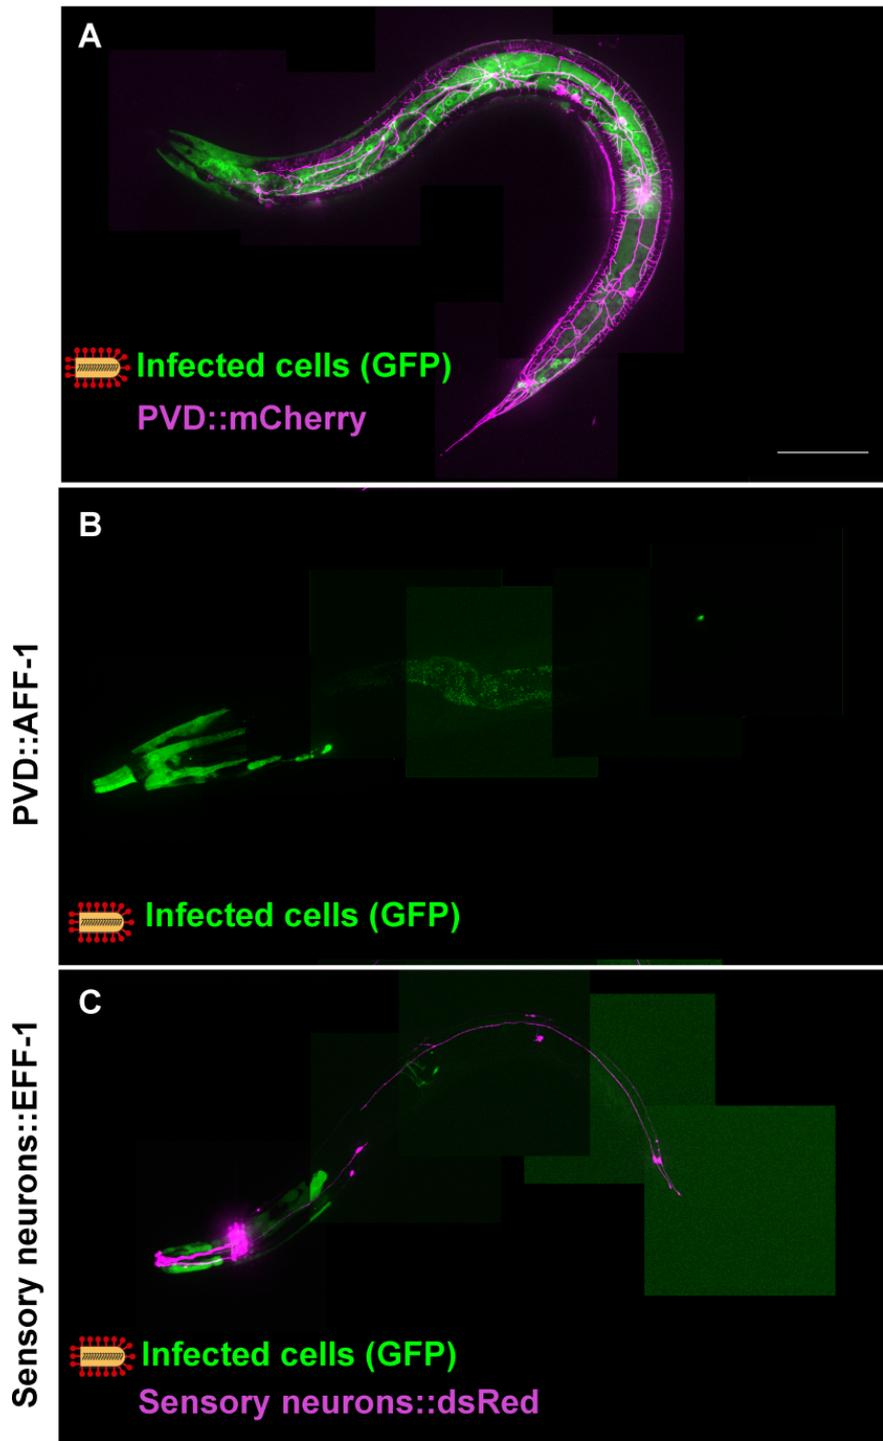 A
Infected cells (GFP)
PVD::mCherry
PVD::AFF-1
B
Infected cells (GFP)
Sensory neurons::EFF-1
C
Infected cells (GFP)
Sensory neurons::dsRed